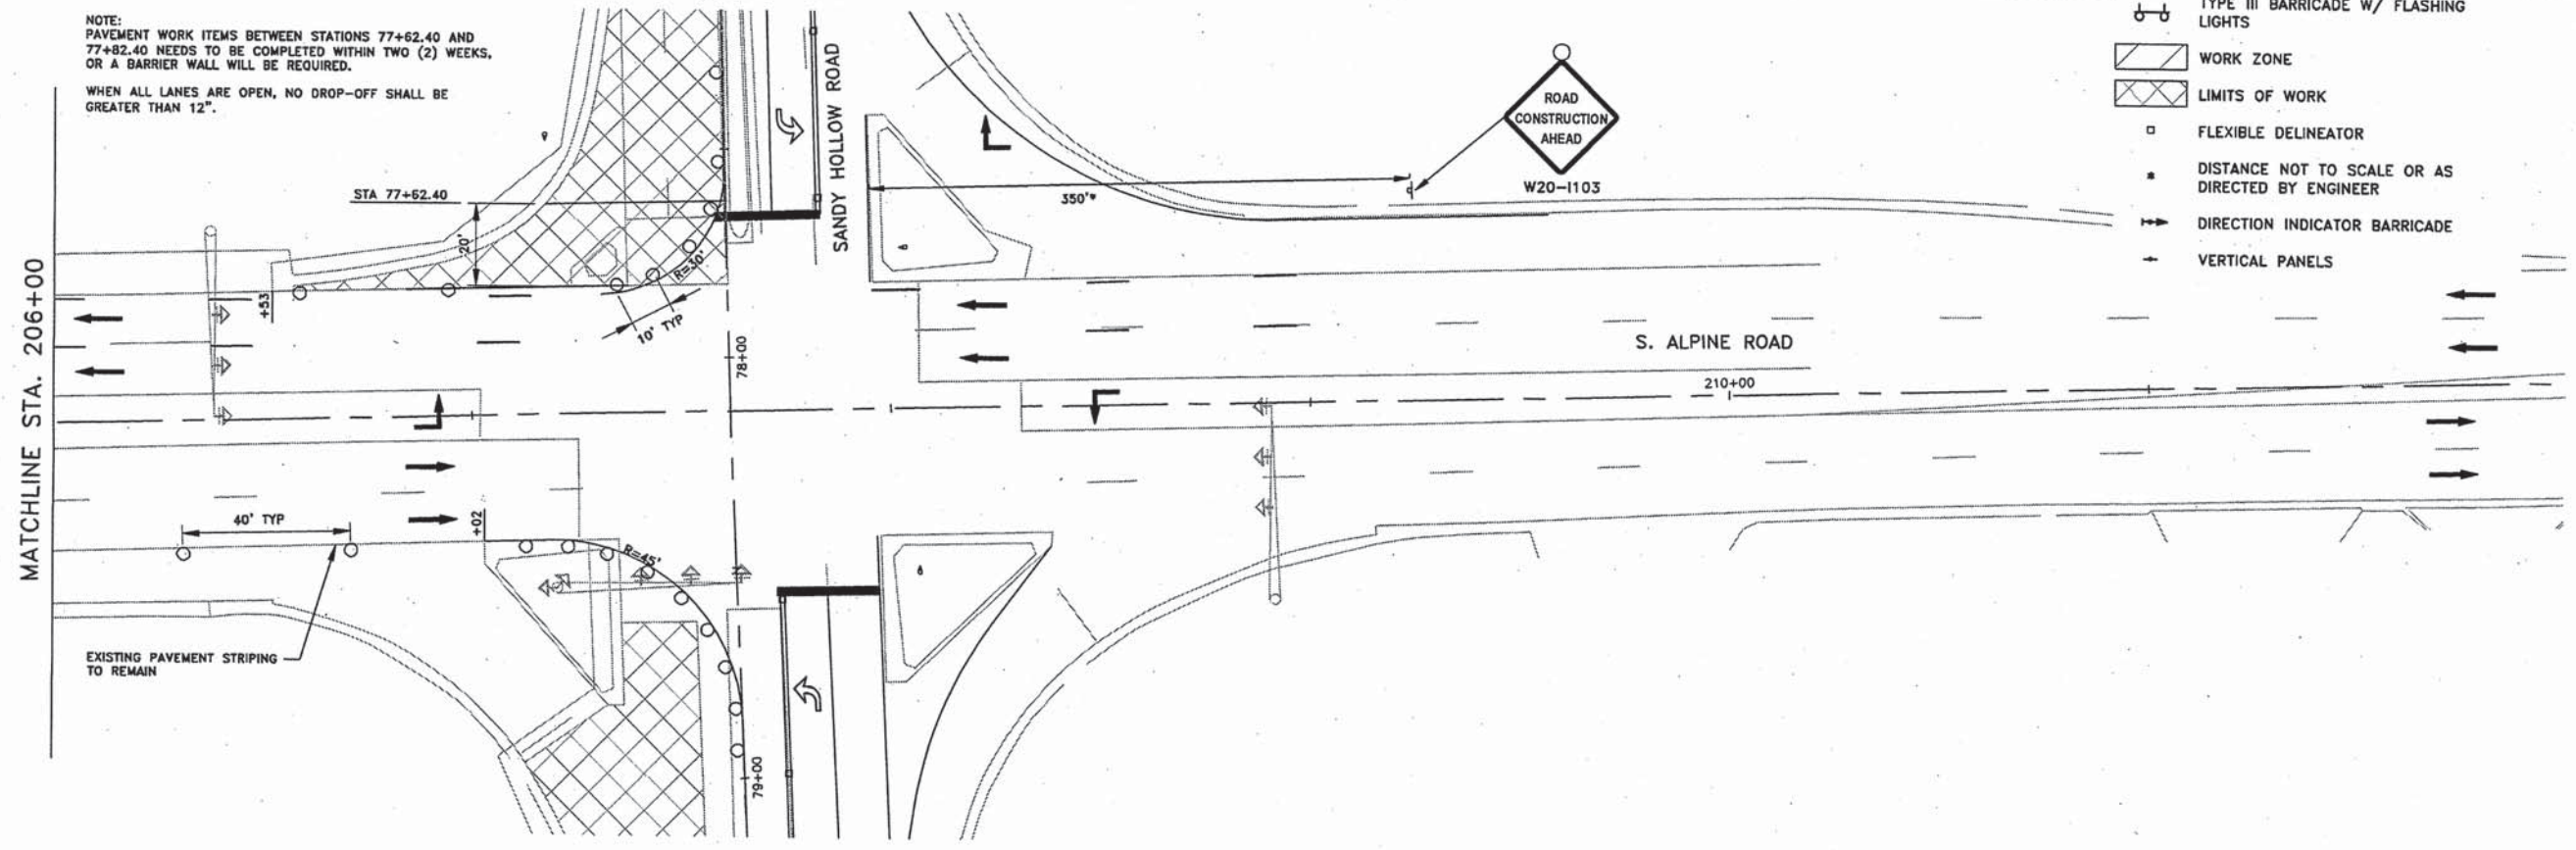 NOTE:
PAVEMENT WORK ITEMS BETWEEN STATIONS 77+62.40 AND
77+82.40 NEEDS TO BE COMPLETED WITHIN TWO (2) WEEKS,
OR A BARRIER WALL WILL BE REQUIRED.
WHEN ALL LANES ARE OPEN, NO DROP-OFF SHALL BE
GREATER THAN 12".
STA 77+62.40
20'
R=30'
10' TYP
+53
MATCHLINE STA. 206+00
SANDY HOLLOW ROAD
78+00
350'*
ROAD
CONSTRUCTION
AHEAD
W20-I103
S. ALPINE ROAD
210+00
40' TYP
+02
R=45'
EXISTING PAVEMENT STRIPING
TO REMAIN
79+00
TYPE III BARRICADE W/ FLASHING
LIGHTS
WORK ZONE
LIMITS OF WORK
FLEXIBLE DELINEATOR
* DISTANCE NOT TO SCALE OR AS
DIRECTED BY ENGINEER
DIRECTION INDICATOR BARRICADE
VERTICAL PANELS